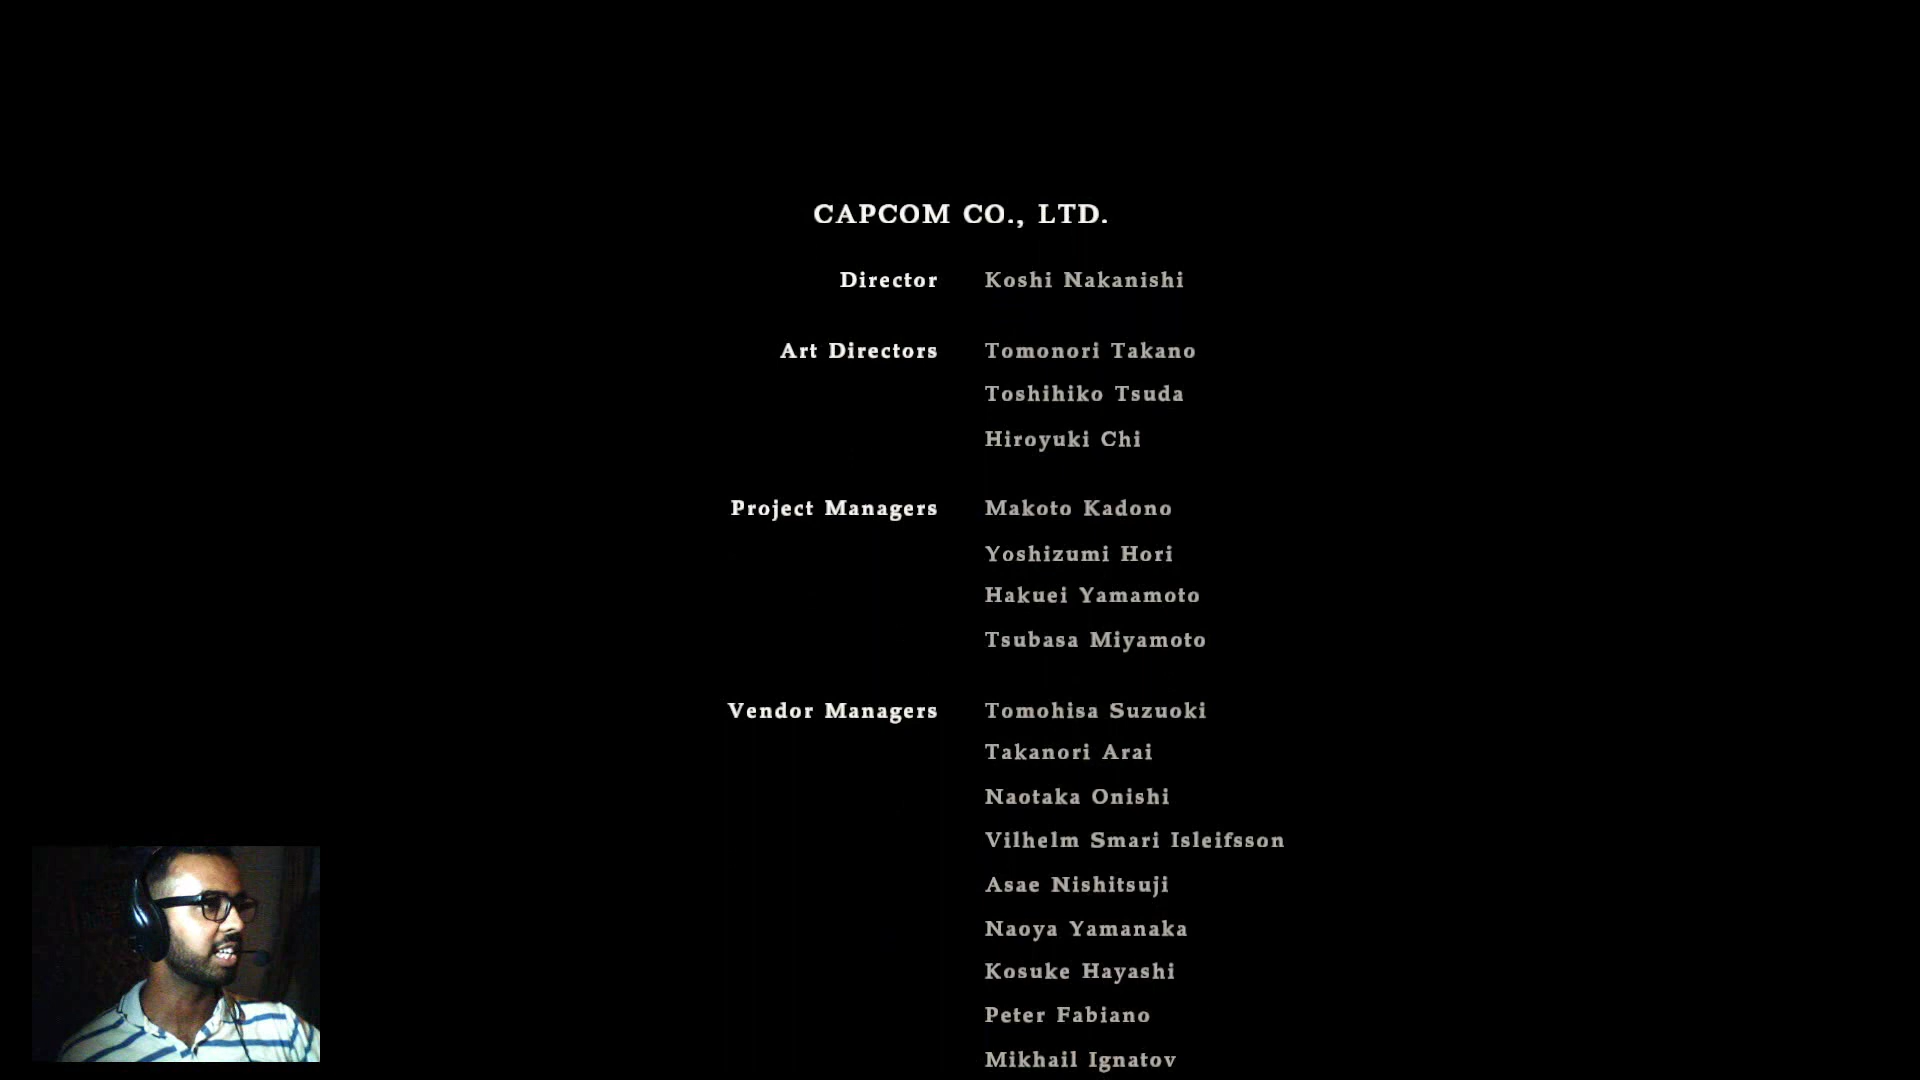 CAPCOM CO., LTD.
Director Koshi Nakanishi
Art Directors Tomonori Takano
Toshihiko Tsuda
Hiroyuki Chi
Project Managers Makoto Kadono
Yoshizumi Hori
Hakuei Yamamoto
Tsubasa Miyamoto
Vendor Managers Tomohisa Suzuoki
Takanori Arai
Naotaka Onishi
Vilhelm Smari Isleifsson
Asae Nishitsuji
Naoya Yamanaka
Kosuke Hayashi
Peter Fabiano
Mikhail Ignatov